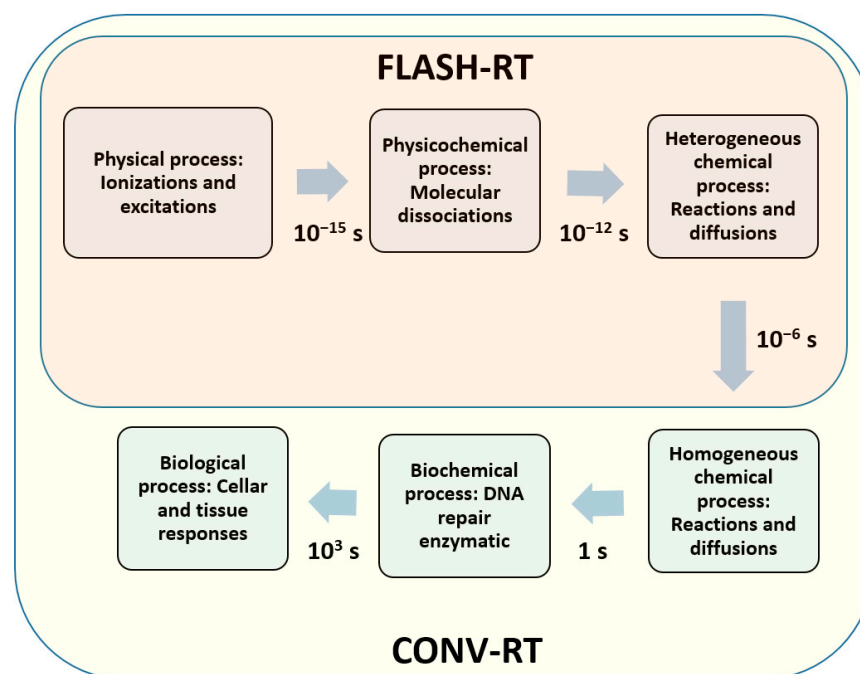 FLASH-RT
Physical process:
Ionizations and
excitations
10⁻¹⁵ s
Physicochemical
process:
Molecular
dissociations
10⁻¹² s
Heterogeneous
chemical
process:
Reactions and
diffusions
10⁻⁶ s
Homogeneous
chemical
process:
Reactions and
diffusions
1 s
Biochemical
process: DNA
repair
enzymatic
10³ s
Biological
process: Cellar
and tissue
responses
CONV-RT